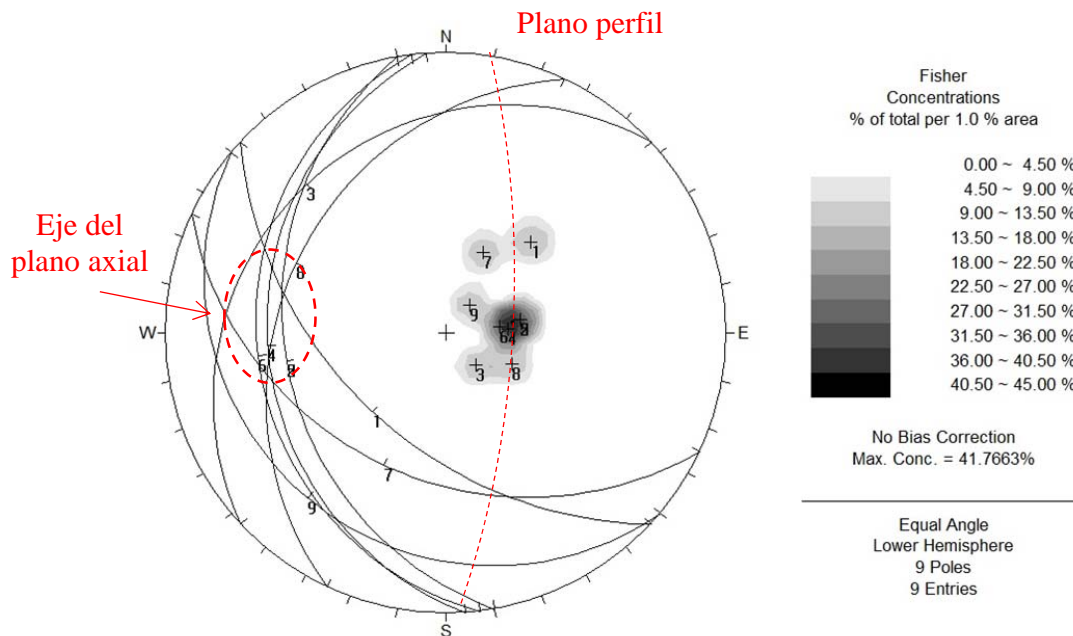 Plano perfil
N
Eje del
plano axial
W
E
S
3
8
4
5
2
1
7
9
7
1
9
6
4
3
8
Fisher
Concentrations
% of total per 1.0 % area
0.00 ~ 4.50 %
4.50 ~ 9.00 %
9.00 ~ 13.50 %
13.50 ~ 18.00 %
18.00 ~ 22.50 %
22.50 ~ 27.00 %
27.00 ~ 31.50 %
31.50 ~ 36.00 %
36.00 ~ 40.50 %
40.50 ~ 45.00 %
No Bias Correction
Max. Conc. = 41.7663%
Equal Angle
Lower Hemisphere
9 Poles
9 Entries